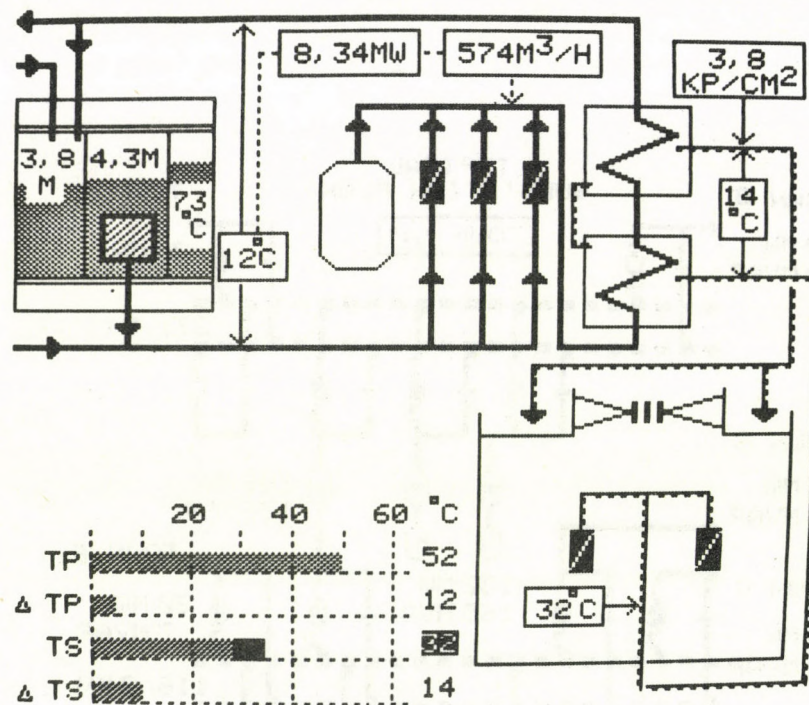 8,34MW
574M³/H
3,8
KP/CM²
3,8
M
4,3M
73
°C
12°C
14
°C
20 40 60 °C
TP 52
Δ TP 12
TS 32
Δ TS 14
32°C